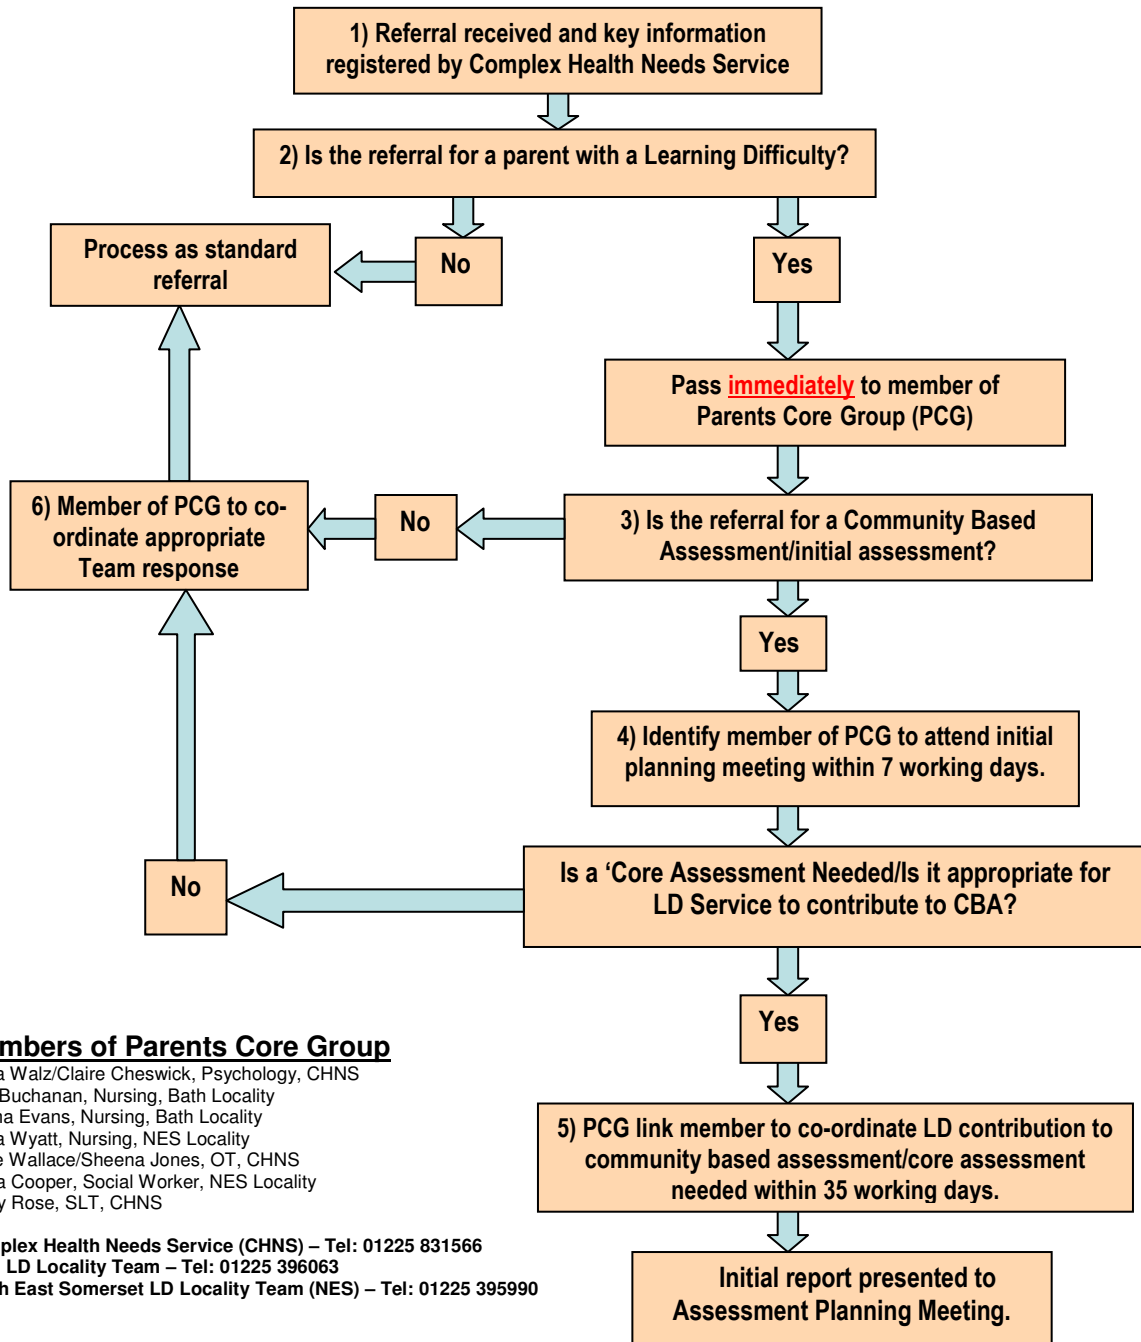 1) Referral received and key information
registered by Complex Health Needs Service
2) Is the referral for a parent with a Learning Difficulty?
Process as standard
referral
No
Yes
Pass immediately to member of
Parents Core Group (PCG)
6) Member of PCG to co-
ordinate appropriate
Team response
No
3) Is the referral for a Community Based
Assessment/initial assessment?
Yes
4) Identify member of PCG to attend initial
planning meeting within 7 working days.
No
Is a ‘Core Assessment Needed/Is it appropriate for
LD Service to contribute to CBA?
Yes
5) PCG link member to co-ordinate LD contribution to
community based assessment/core assessment
needed within 35 working days.
Initial report presented to
Assessment Planning Meeting.
of Parents Core Group
Walz/Claire Cheswick, Psychology, CHNS
Buchanan, Nursing, Bath Locality
Evans, Nursing, Bath Locality
Wyatt, Nursing, NES Locality
Wallace/Sheena Jones, OT, CHNS
Cooper, Social Worker, NES Locality
Rose, SLT, CHNS
Health Needs Service (CHNS) – Tel: 01225 831566
LD Locality Team – Tel: 01225 396063
East Somerset LD Locality Team (NES) – Tel: 01225 395990